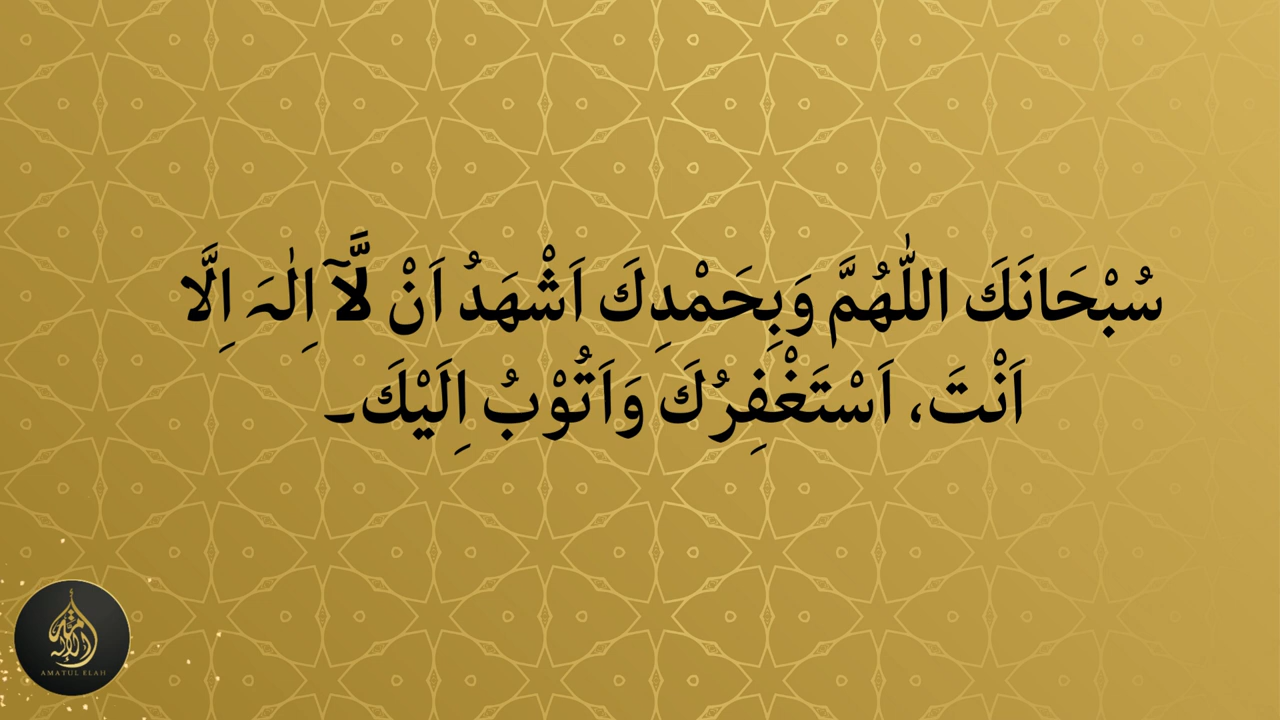 سُبْحَانَكَ اللّٰهُمَّ وَبِحَمْدِكَ اَشْهَدُ اَنْ لَّآ اِلٰہَ اِلَّا
اَنْتَ، اَسْتَغْفِرُكَ وَاَتُوْبُ اِلَيْكَ۔
AMATUL ELAH